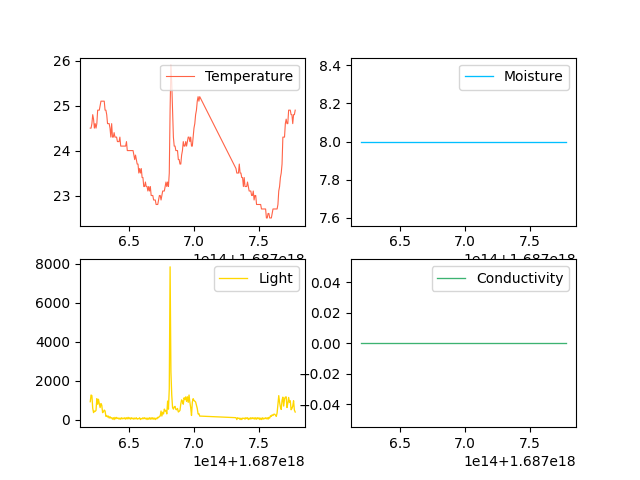 26
25
24
23
Temperature
6.5 7.0 7.5
1e14+1.687e18
8.4
8.2
8.0
7.8
7.6
Moisture
6.5 7.0 7.5
1e14+1.687e18
8000
6000
4000
2000
0
Light
6.5 7.0 7.5
1e14+1.687e18
0.04
0.02
0.00
−0.02
−0.04
Conductivity
6.5 7.0 7.5
1e14+1.687e18